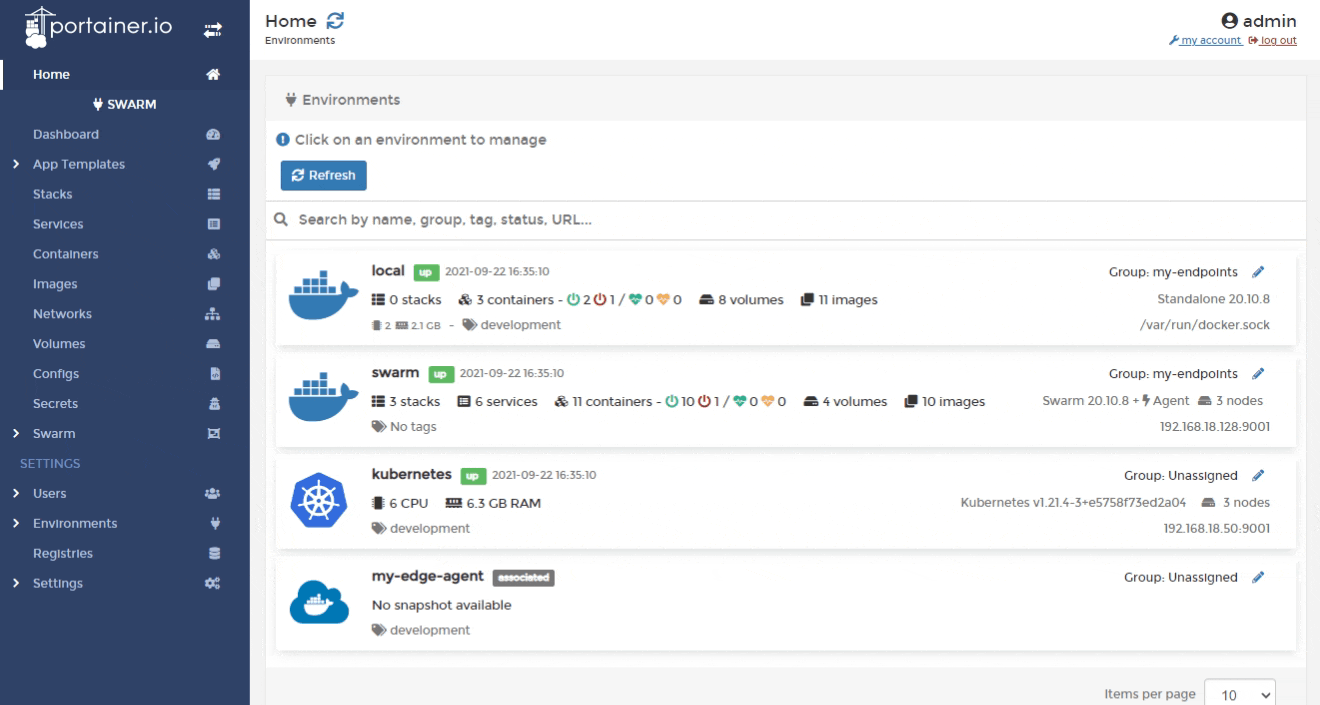 portainer.io
Home
SWARM
Dashboard
App Templates
Stacks
Services
Containers
Images
Networks
Volumes
Configs
Secrets
Swarm
SETTINGS
Users
Environments
Registries
Settings
Home
Environments
admin
my account log out
Environments
Click on an environment to manage
Refresh
Search by name, group, tag, status, URL...
local up 2021-09-22 16:35:10 Group: my-endpoints
0 stacks 3 containers - 2 1 / 0 0 8 volumes 11 images Standalone 20.10.8
2 2.1 GB - development /var/run/docker.sock
swarm up 2021-09-22 16:35:10 Group: my-endpoints
3 stacks 6 services 11 containers - 10 1 / 0 0 4 volumes 10 images Swarm 20.10.8 + Agent 3 nodes
No tags 192.168.18.128:9001
kubernetes up 2021-09-22 16:35:10 Group: Unassigned
6 CPU 6.3 GB RAM Kubernetes v1.21.4-3+e5758f73ed2a04 3 nodes
development 192.168.18.50:9001
my-edge-agent associated Group: Unassigned
No snapshot available
development
Items per page 10